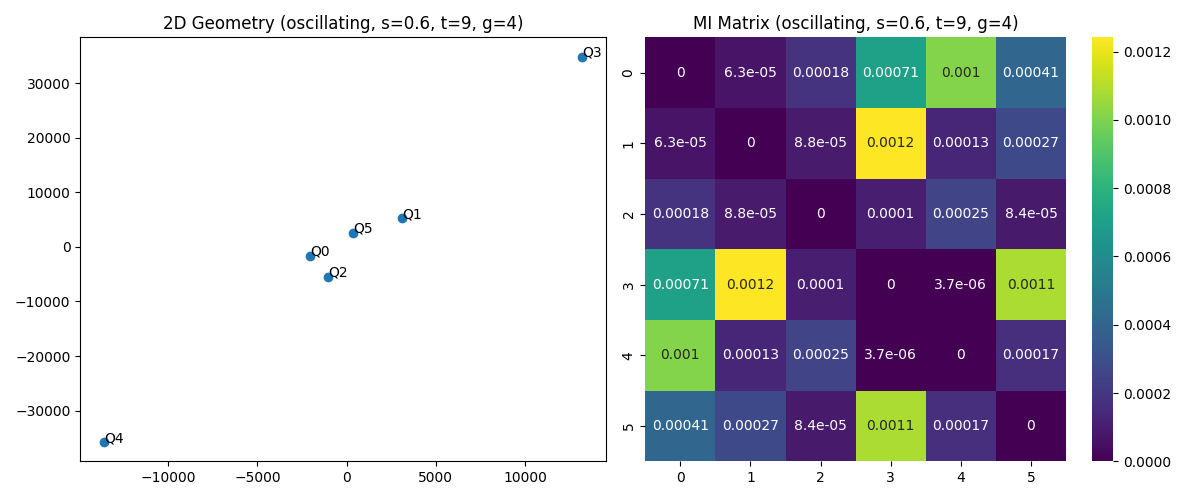 2D Geometry (oscillating, s=0.6, t=9, g=4)
30000
20000
10000
0
−10000
−20000
−30000
−10000 −5000 0 5000 10000
Q3
Q1
Q5
Q0
Q2
Q4
MI Matrix (oscillating, s=0.6, t=9, g=4)
0 0 6.3e-05 0.00018 0.00071 0.001 0.00041
1 6.3e-05 0 8.8e-05 0.0012 0.00013 0.00027
2 0.00018 8.8e-05 0 0.0001 0.00025 8.4e-05
3 0.00071 0.0012 0.0001 0 3.7e-06 0.0011
4 0.001 0.00013 0.00025 3.7e-06 0 0.00017
5 0.00041 0.00027 8.4e-05 0.0011 0.00017 0
0 1 2 3 4 5
0.0012
0.0010
0.0008
0.0006
0.0004
0.0002
0.0000